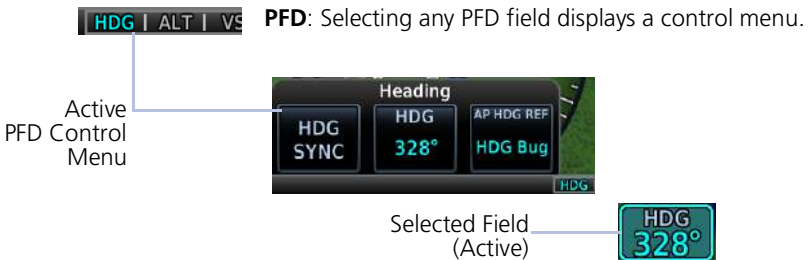 HDG | ALT | VS
PFD: Selecting any PFD field displays a control menu.
Active
PFD Control
Menu
Heading
HDG
SYNC
HDG
328°
AP HDG REF
HDG Bug
HDG
Selected Field
(Active)
HDG
328°